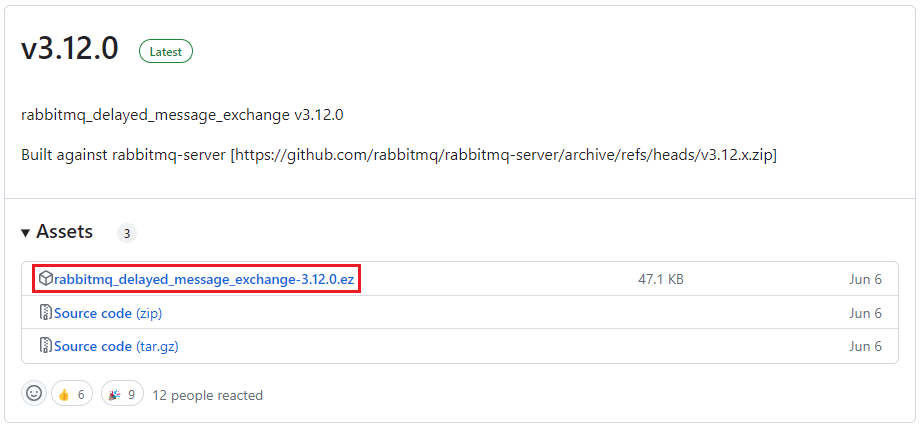 v3.12.0 Latest
rabbitmq_delayed_message_exchange v3.12.0
Built against rabbitmq-server [https://github.com/rabbitmq/rabbitmq-server/archive/refs/heads/v3.12.x.zip]
Assets 3
rabbitmq_delayed_message_exchange-3.12.0.ez 47.1 KB Jun 6
Source code (zip) Jun 6
Source code (tar.gz) Jun 6
6 9 12 people reacted